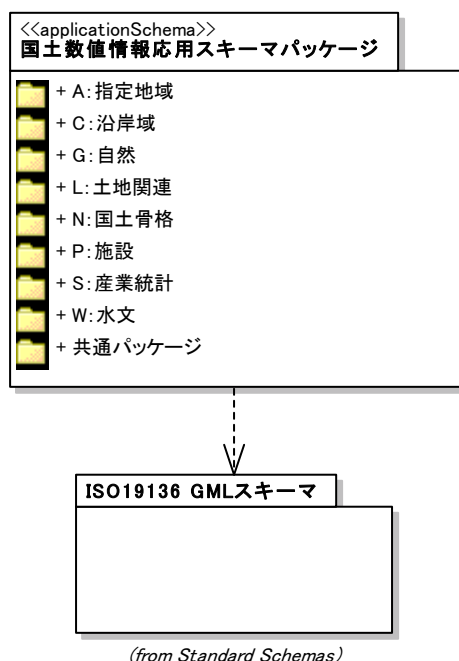 <<applicationSchema>>
国土数値情報応用スキーマパッケージ
+ A:指定地域
+ C:沿岸域
+ G:自然
+ L:土地関連
+ N:国土骨格
+ P:施設
+ S:産業統計
+ W:水文
+ 共通パッケージ
ISO19136 GMLスキーマ
(from Standard Schemas)